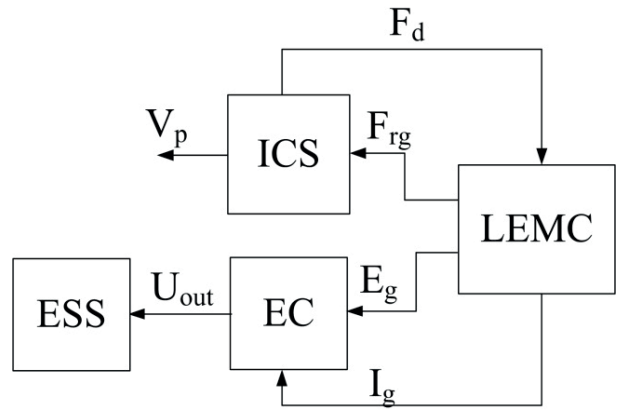 F_d
V_p
ICS
F_rg
LEMC
ESS
U_out
EC
E_g
I_g